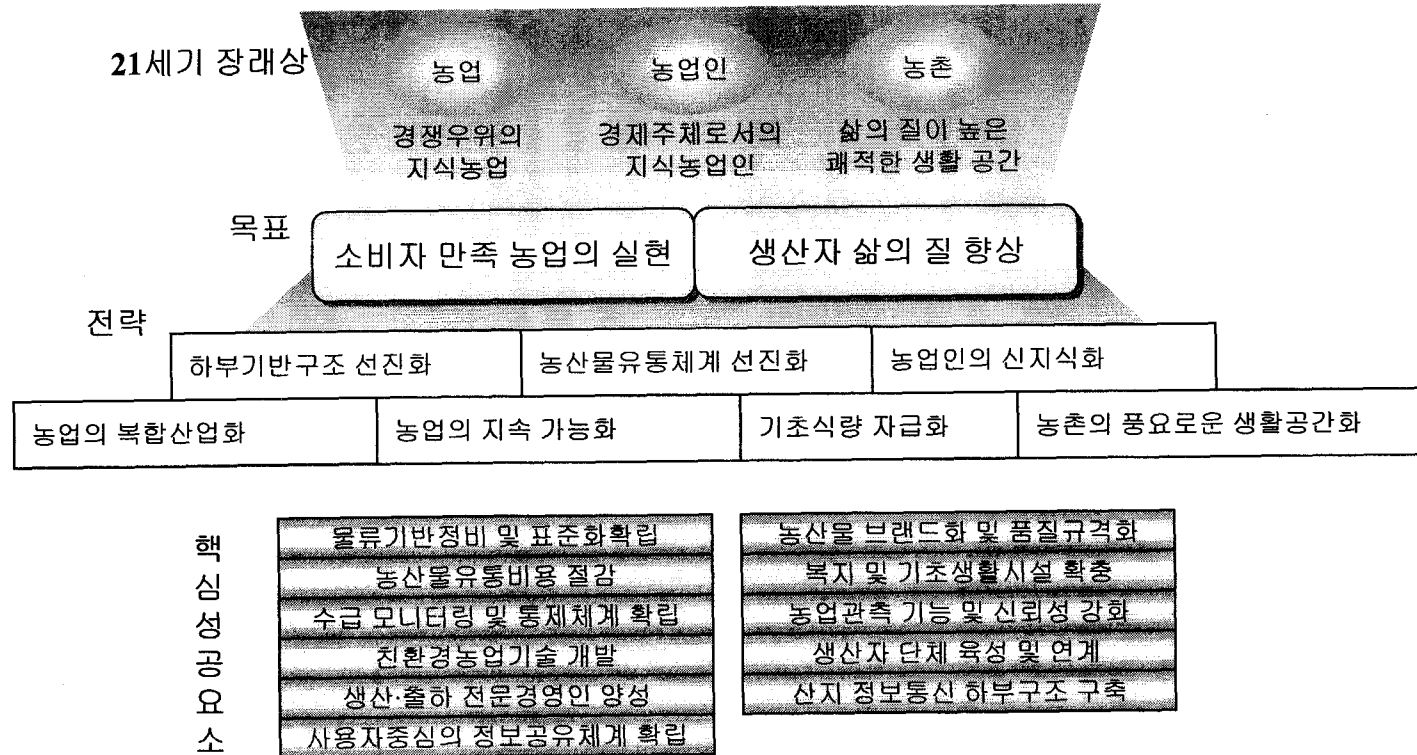 21세기 장래상
농업
농업인
농촌
경쟁우위의
지식농업
경제주체로서의
지식농업인
삶의 질이 높은
쾌적한 생활 공간
목표
소비자 만족 농업의 실현
생산자 삶의 질 향상
전략
하부기반구조 선진화
농산물유통체계 선진화
농업인의 신지식화
농업의 복합산업화
농업의 지속 가능화
기초식량 자급화
농촌의 풍요로운 생활공간화
핵
심
성
공
요
소
물류기반정비 및 표준화확립
농산물유통비용 절감
수급 모니터링 및 통제체계 확립
친환경농업기술 개발
생산·출하 전문경영인 양성
사용자중심의 정보공유체계 확립
농산물 브랜드화 및 품질규격화
복지 및 기초생활시설 확충
농업관측 기능 및 신뢰성 강화
생산자 단체 육성 및 연계
산지 정보통신 하부구조 구축